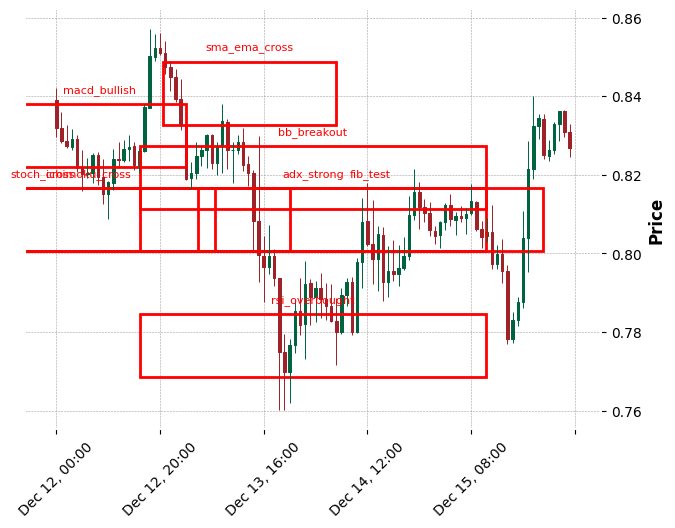 0.86
sma_ema_cross
macd_bullish
0.84
bb_breakout
0.82
stoch_cross
adx_strong
fib_test
Price
0.80
rsi_overbought
0.78
0.76
Dec 12, 00:00
Dec 12, 20:00
Dec 13, 16:00
Dec 14, 12:00
Dec 15, 08:00